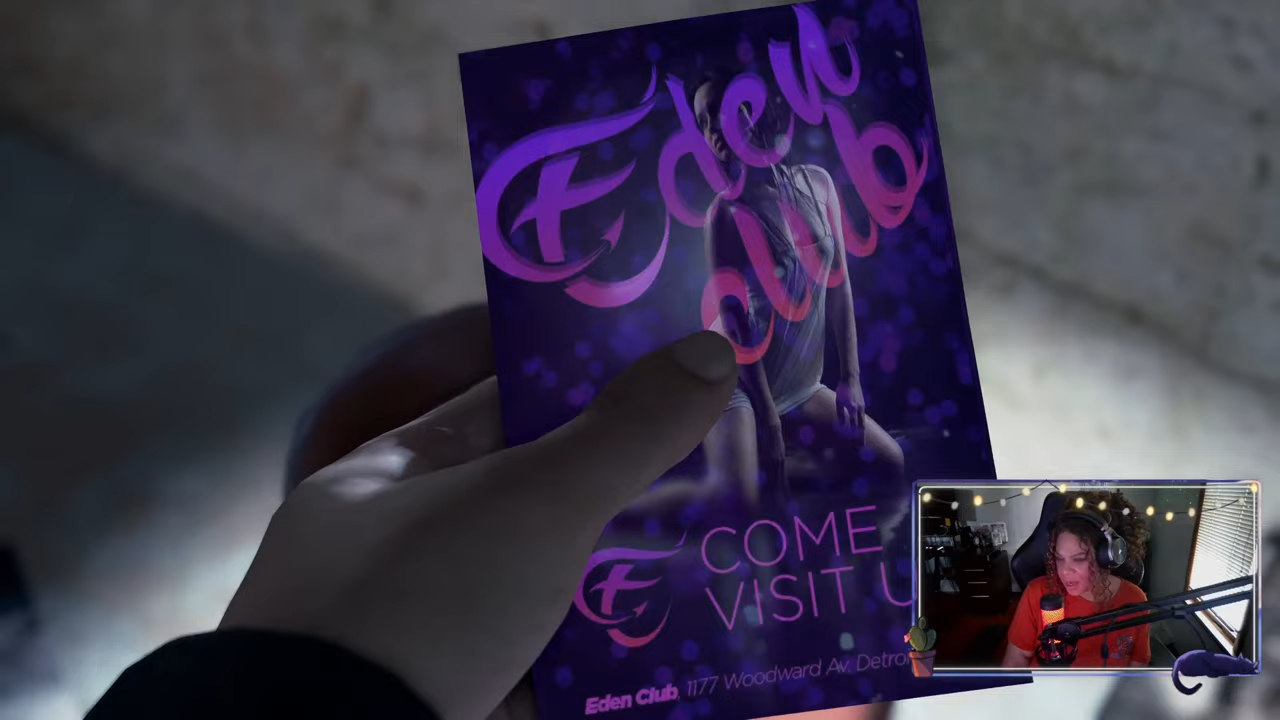 Eden
club
COME
VISIT U
Eden Club, 1177 Woodward Av. Detro